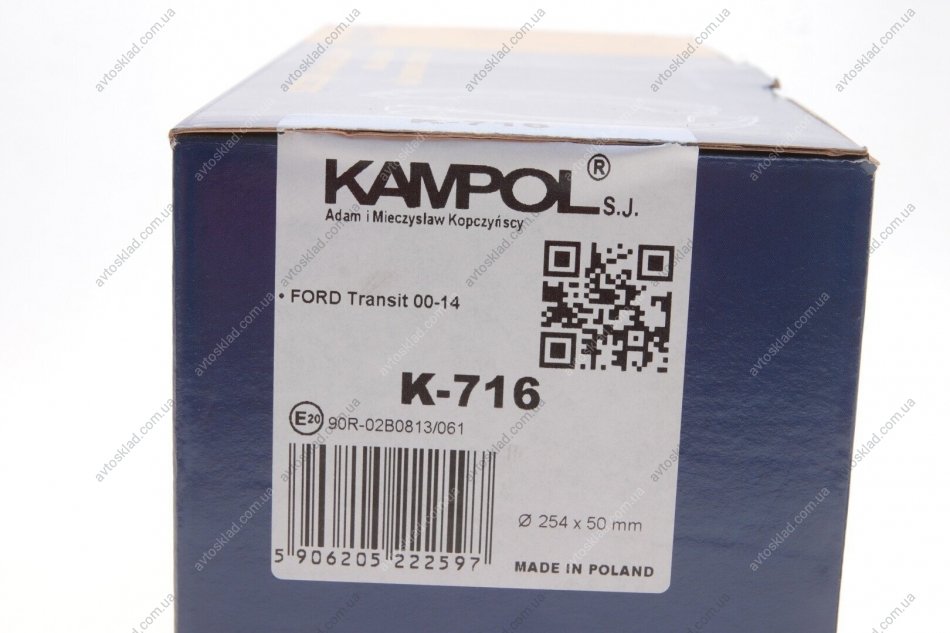 K-716
KAMPOL® S.J.
Adam i Mieczysław Kopczyńscy
• FORD Transit 00-14
K-716
E20 90R-02B0813/061
5 906205 222597
Ø 254 x 50 mm
MADE IN POLAND
avtosklad.com.ua